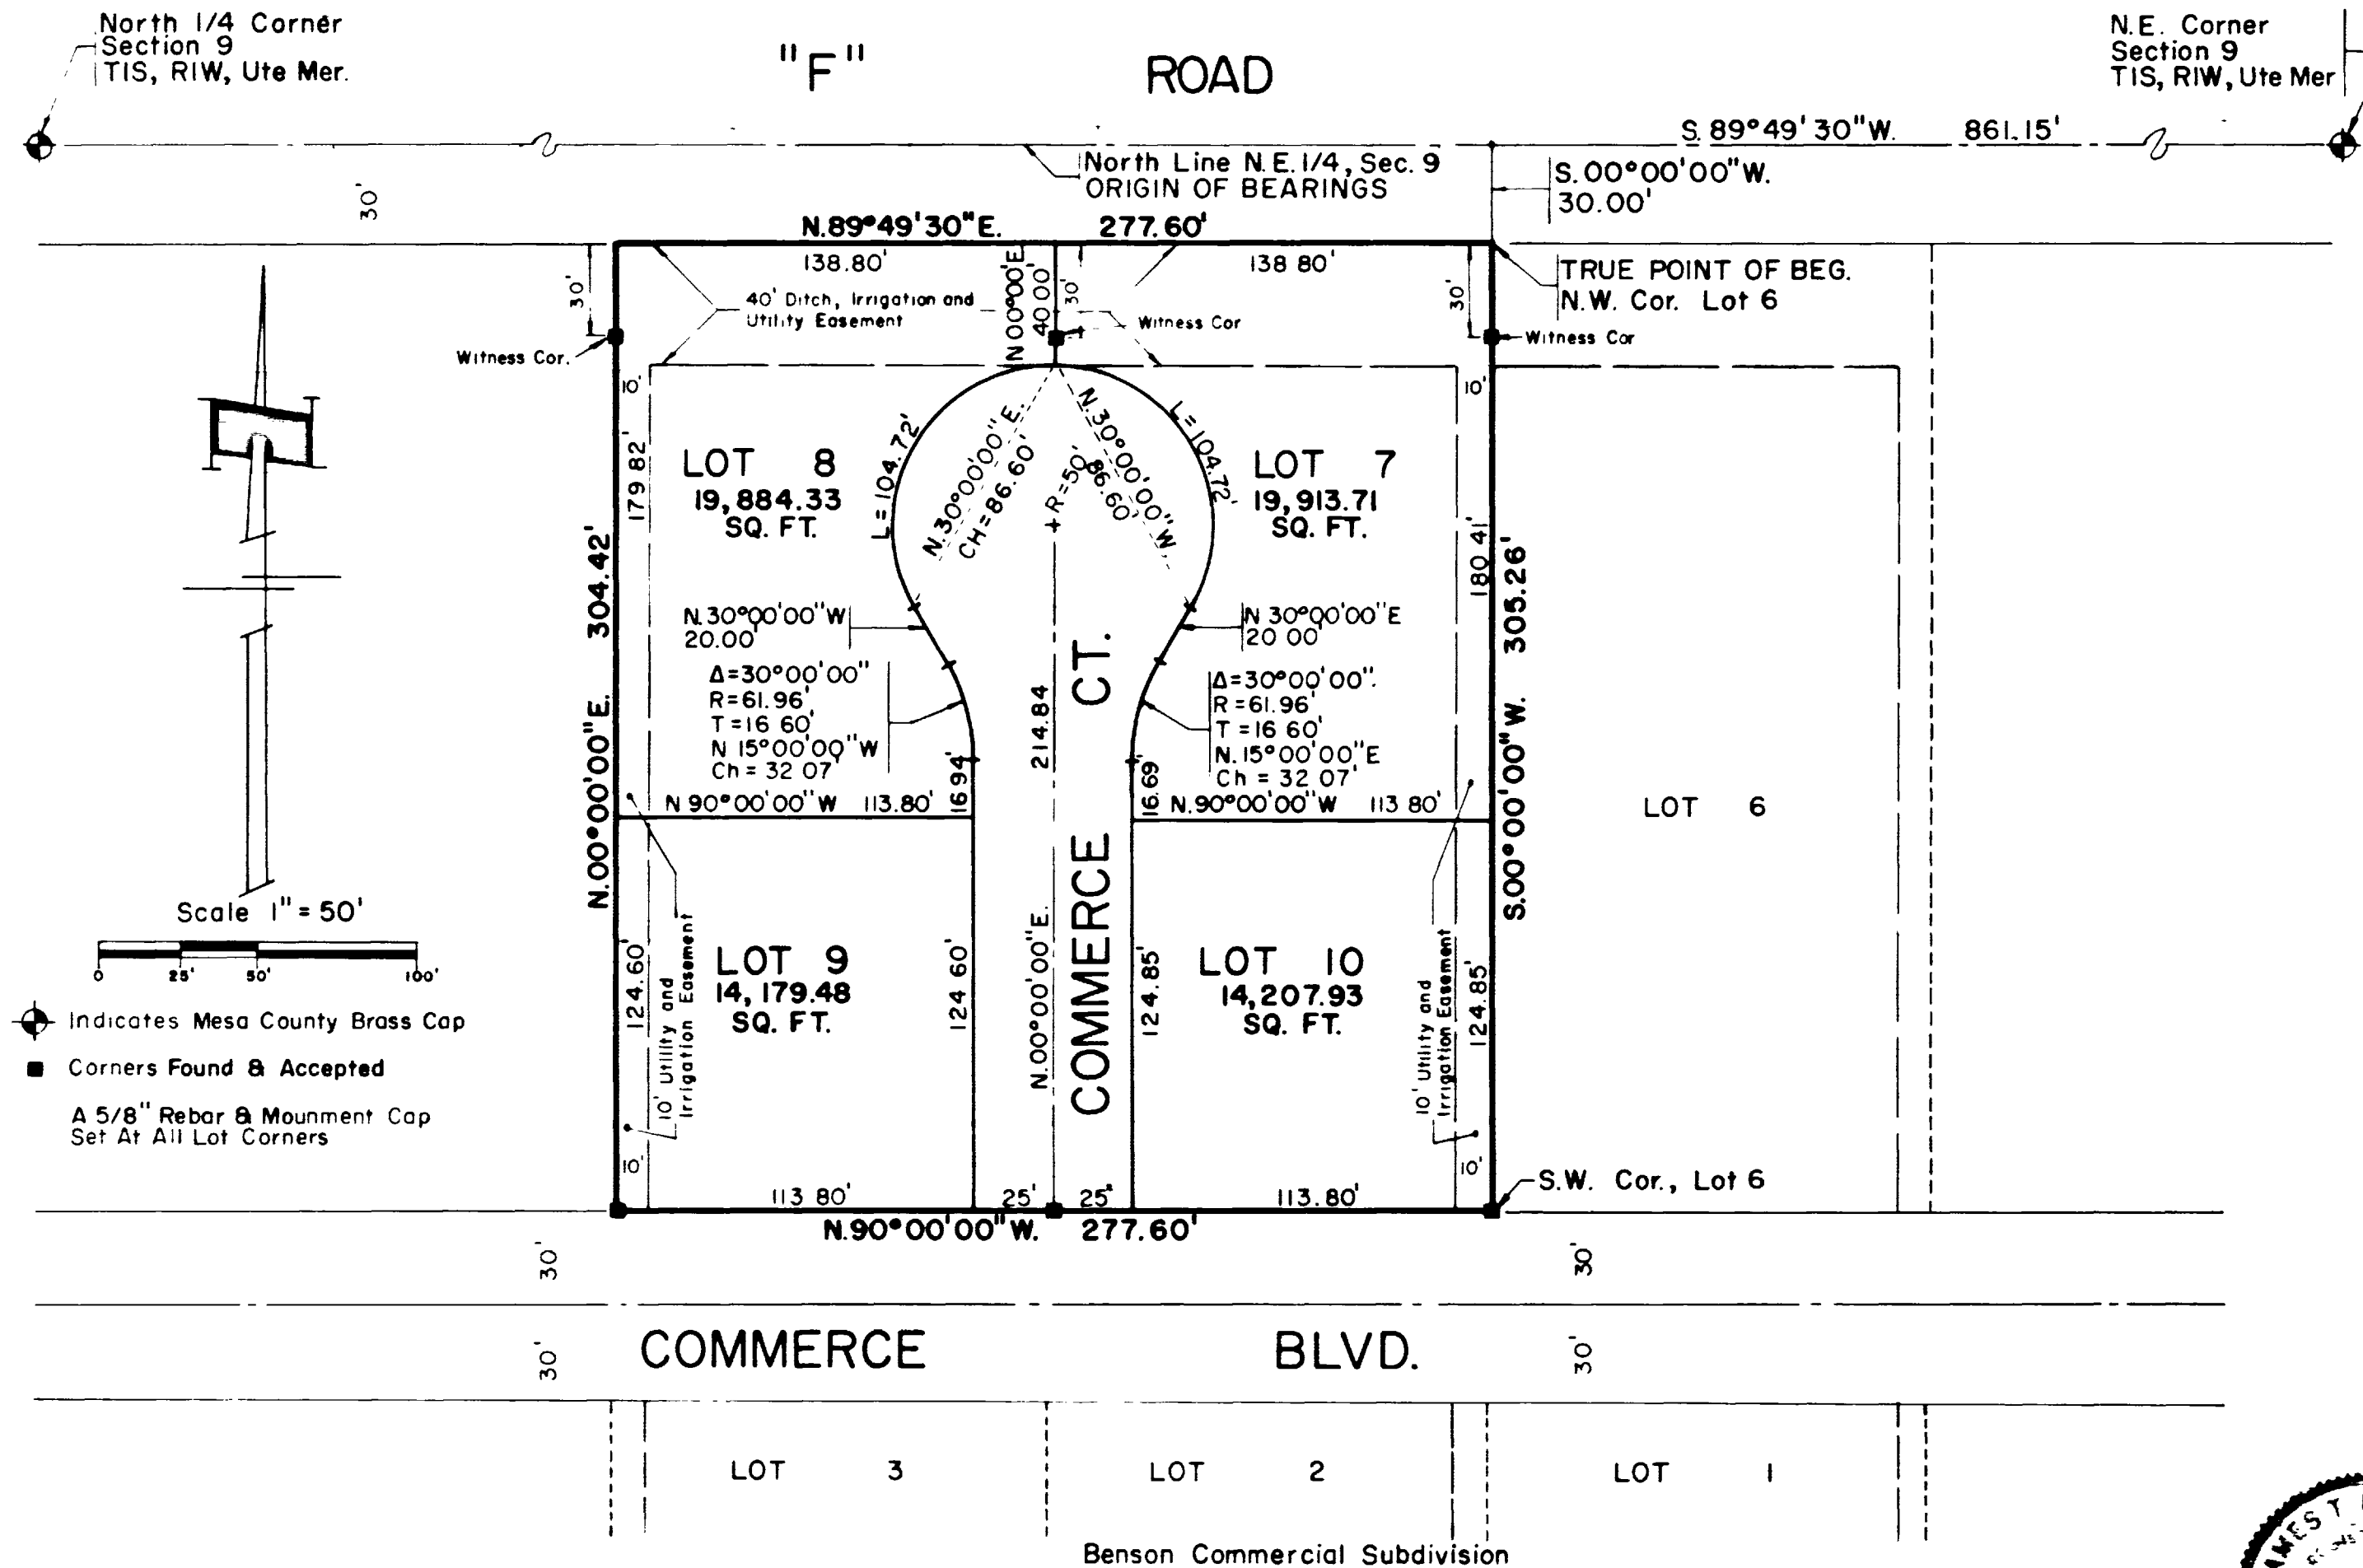 North 1/4 Corner
Section 9
T1S, R1W, Ute Mer.
"F" ROAD
N.E. Corner
Section 9
T1S, R1W, Ute Mer
S. 89°49'30"W. 861.15'
North Line N.E. 1/4, Sec. 9
ORIGIN OF BEARINGS
S.00°00'00"W.
30.00'
30'
N.89°49'30"E. 277.60'
138.80'
138 80'
N 00°00'00"E
40 00'
30'
30'
30'
TRUE POINT OF BEG.
N.W. Cor. Lot 6
40' Ditch, Irrigation and
Utility Easement
Witness Cor
Witness Cor.
Witness Cor
10'
10'
L=104.72'
N.30°00'00"E.
CH=86.60'
N.30°00'00"W.
86.60'
L=104.72'
+R=50'
LOT 8
19,884.33
SQ. FT.
LOT 7
19,913.71
SQ. FT.
179 82'
180 41'
N.00°00'00"E. 304.42'
S.00°00'00"W. 305.26'
N.30°00'00"W
20.00'
N 30°00'00"E
20 00'
Δ=30°00'00"
R=61.96'
T=16 60'
N 15°00'00"W
Ch = 32 07'
Δ=30°00'00".
R=61.96'
T=16 60'
N.15°00'00"E
Ch = 32 07'
214.84
N.00°00'00"E.
COMMERCE CT.
16 94'
16.69'
N 90°00'00"W 113.80'
N.90°00'00"W 113 80'
LOT 6
Scale 1" = 50'
0 25' 50' 100'
Indicates Mesa County Brass Cap
Corners Found & Accepted
A 5/8" Rebar & Mounment Cap
Set At All Lot Corners
LOT 9
14,179.48
SQ. FT.
LOT 10
14,207.93
SQ. FT.
124.60'
10' Utility and
Irrigation Easement
124 60'
124.85'
10' Utility and
Irrigation Easement
124.85'
10'
10'
113 80'
25'
25'
113.80'
S.W. Cor., Lot 6
N.90°00'00"W. 277.60'
30'
30'
COMMERCE BLVD.
30'
30'
LOT 3
LOT 2
LOT 1
Benson Commercial Subdivision